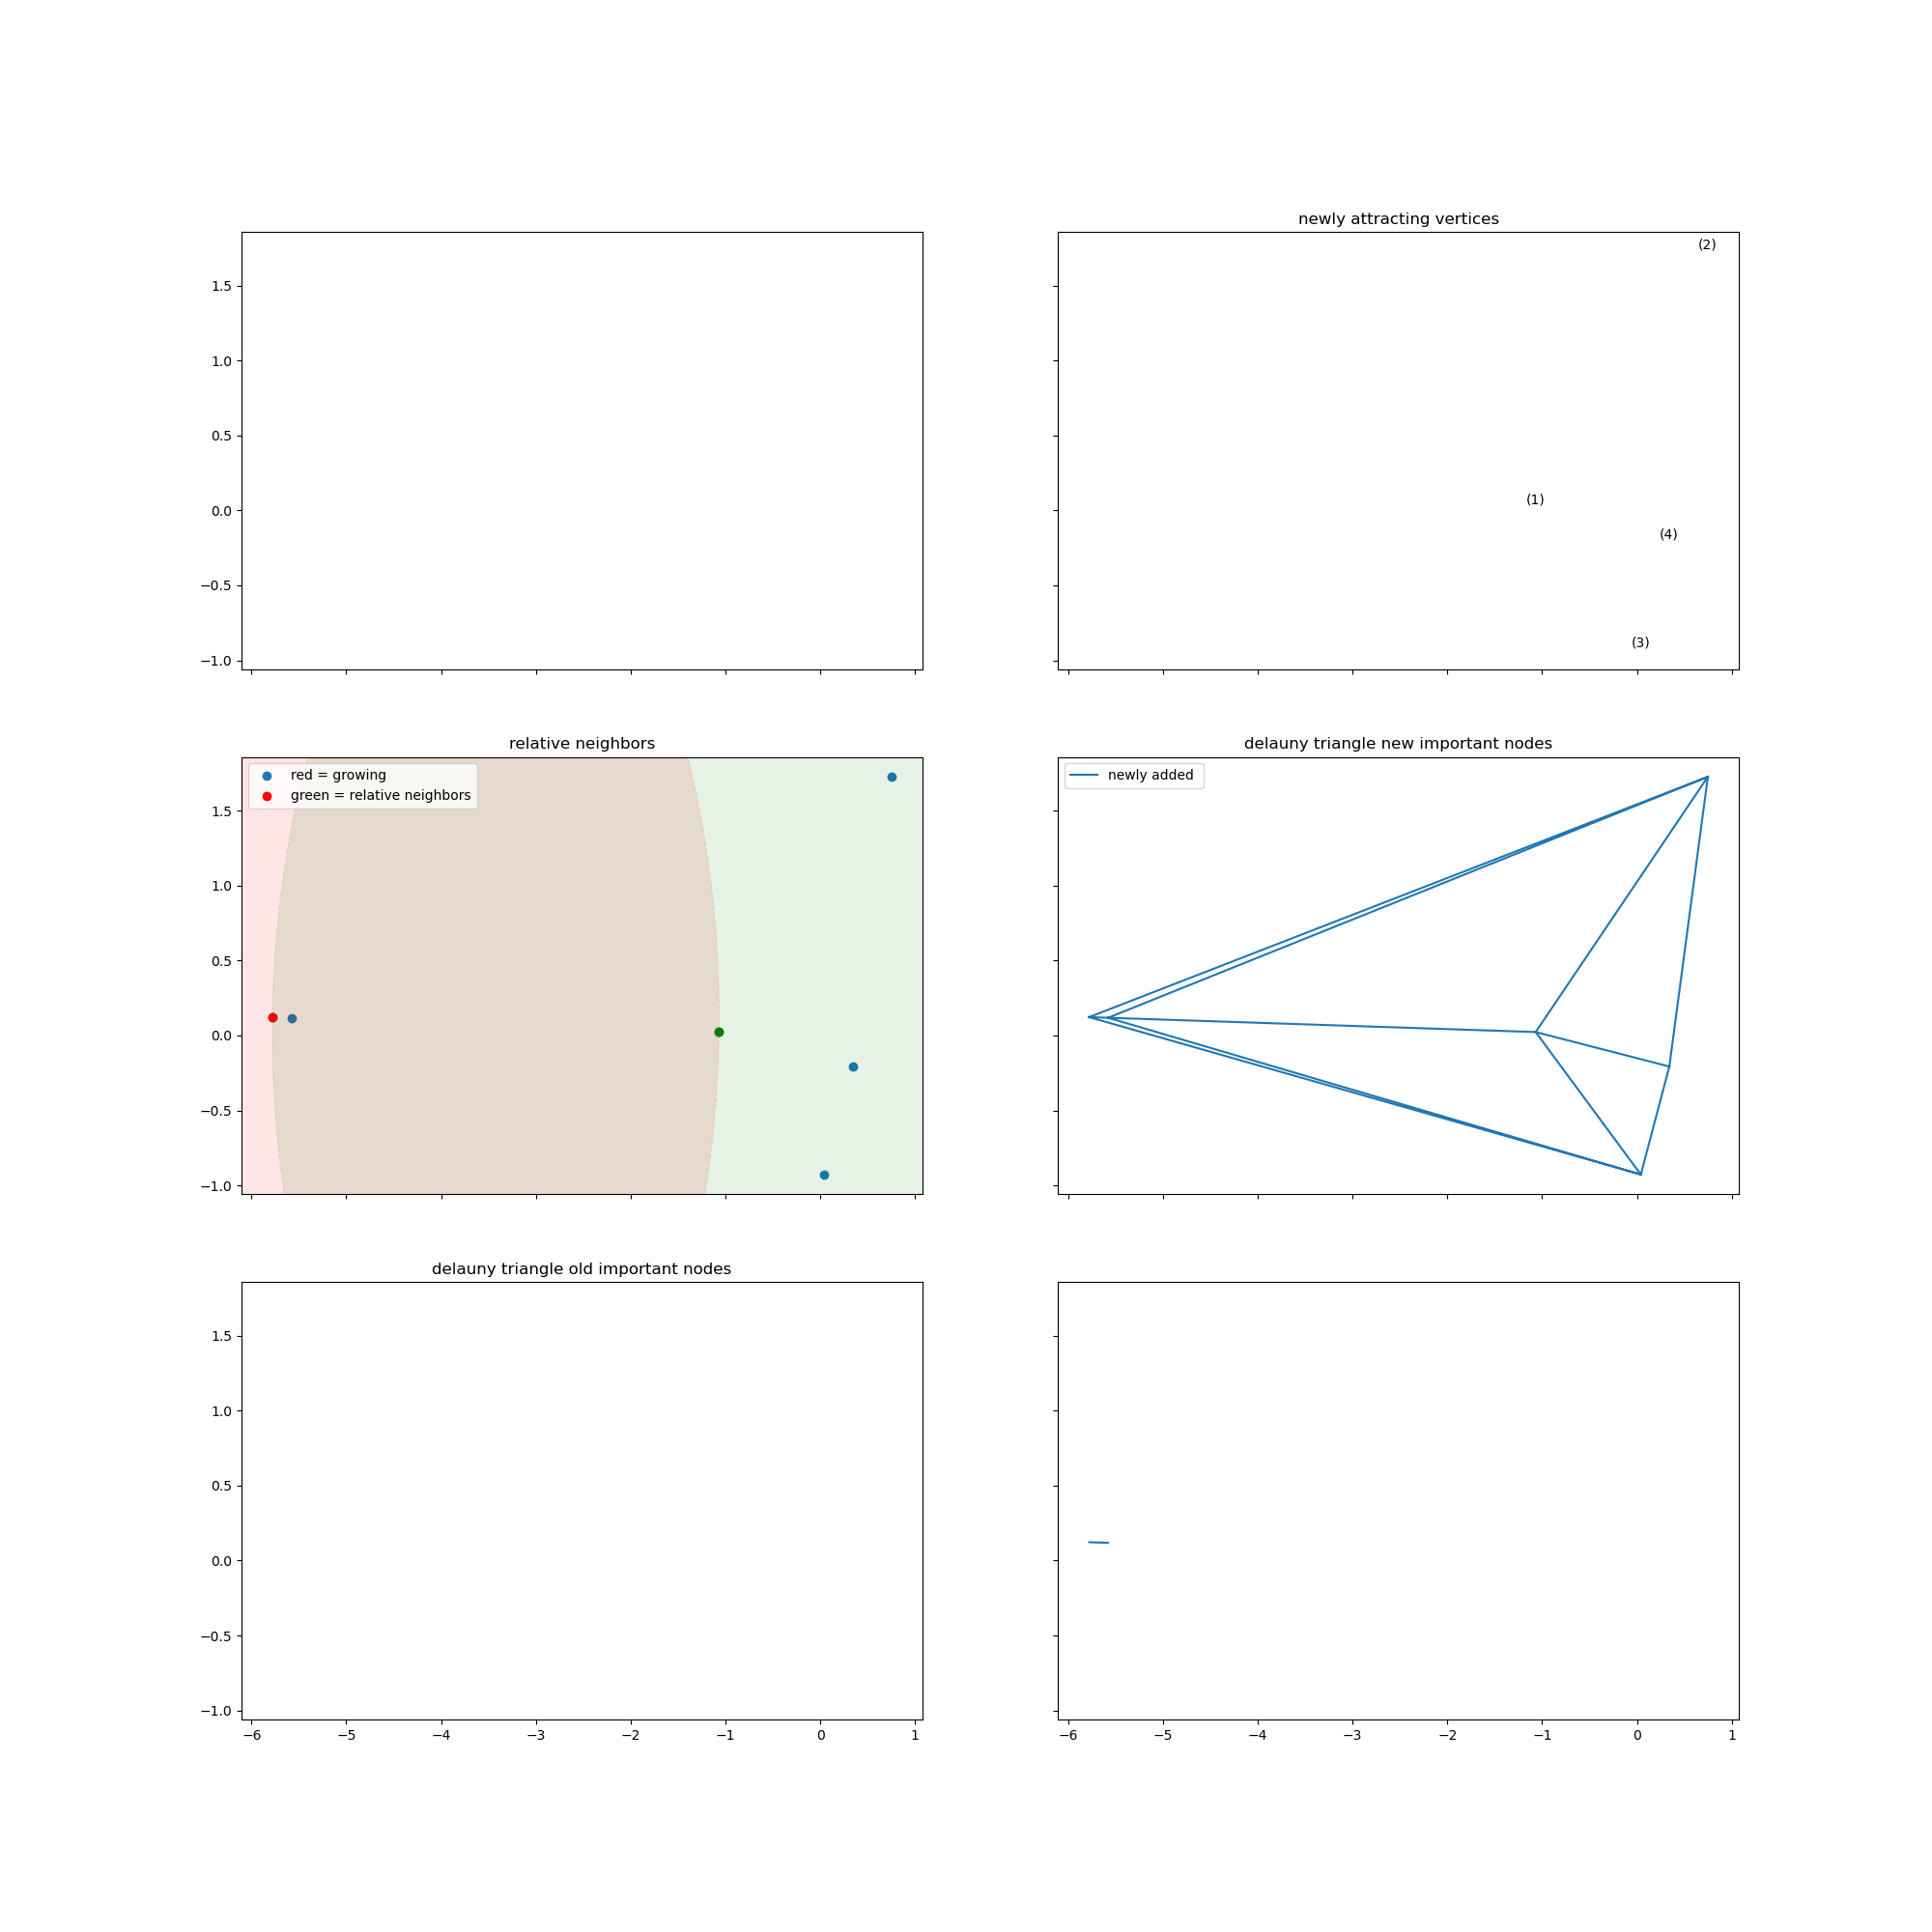 newly attracting vertices
1.5
1.0
0.5
0.0
−0.5
−1.0
(2)
(1)
(4)
(3)
relative neighbors
red = growing
green = relative neighbors
1.5
1.0
0.5
0.0
−0.5
−1.0
delauny triangle new important nodes
newly added
delauny triangle old important nodes
1.5
1.0
0.5
0.0
−0.5
−1.0
−6 −5 −4 −3 −2 −1 0 1
−6 −5 −4 −3 −2 −1 0 1